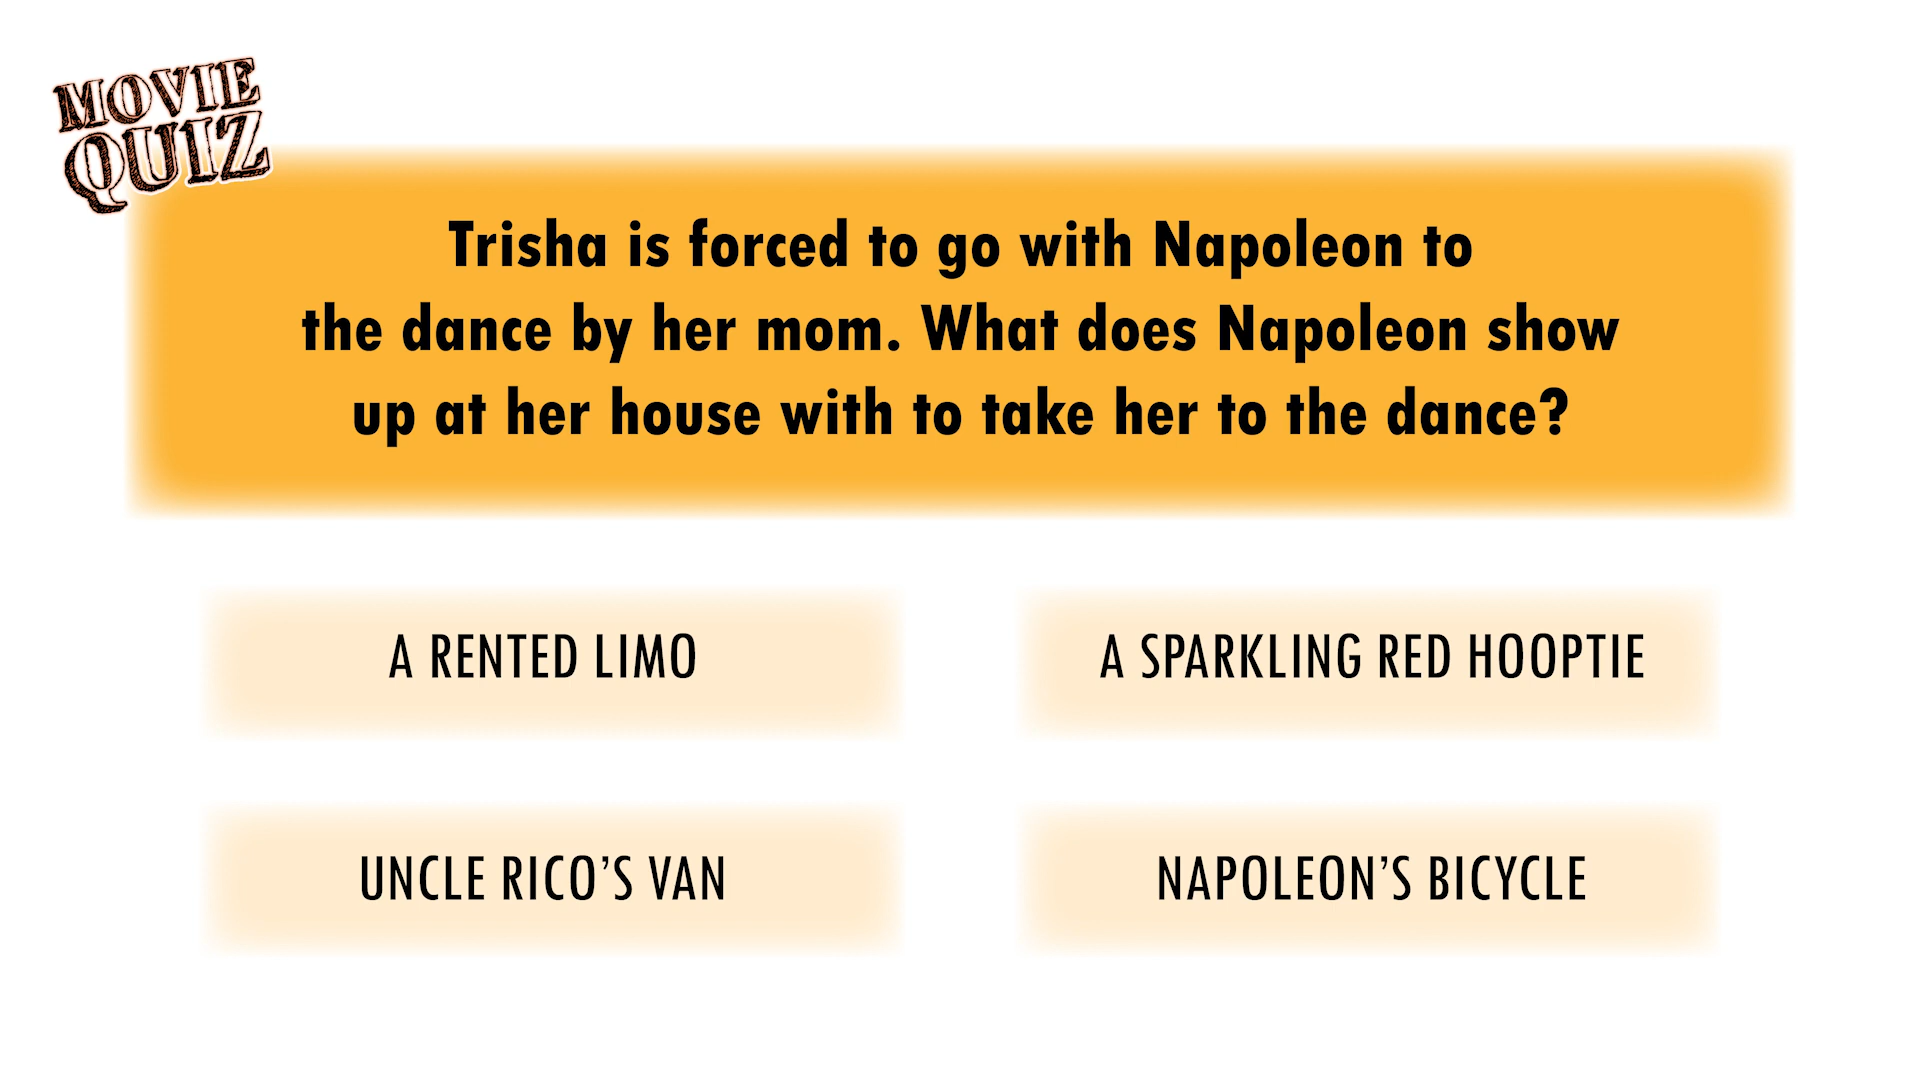 MOVIE
QUIZ
Trisha is forced to go with Napoleon to
the dance by her mom. What does Napoleon show
up at her house with to take her to the dance?
A RENTED LIMO
A SPARKLING RED HOOPTIE
UNCLE RICO’S VAN
NAPOLEON’S BICYCLE